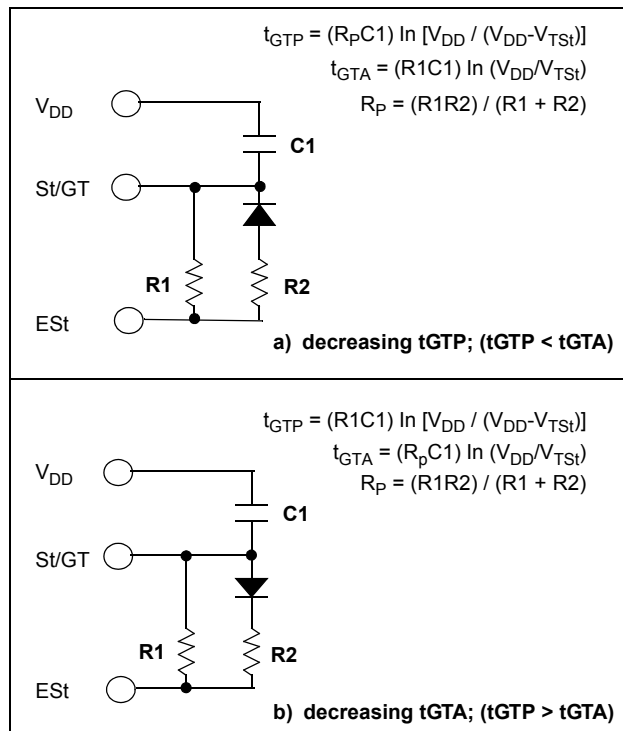 tGTP = (RPC1) ln [VDD / (VDD-VTSt)]
tGTA = (R1C1) ln (VDD/VTSt)
RP = (R1R2) / (R1 + R2)
VDD
C1
St/GT
R1
R2
ESt
a) decreasing tGTP; (tGTP < tGTA)
tGTP = (R1C1) ln [VDD / (VDD-VTSt)]
tGTA = (RpC1) ln (VDD/VTSt)
RP = (R1R2) / (R1 + R2)
VDD
C1
St/GT
R1
R2
ESt
b) decreasing tGTA; (tGTP > tGTA)